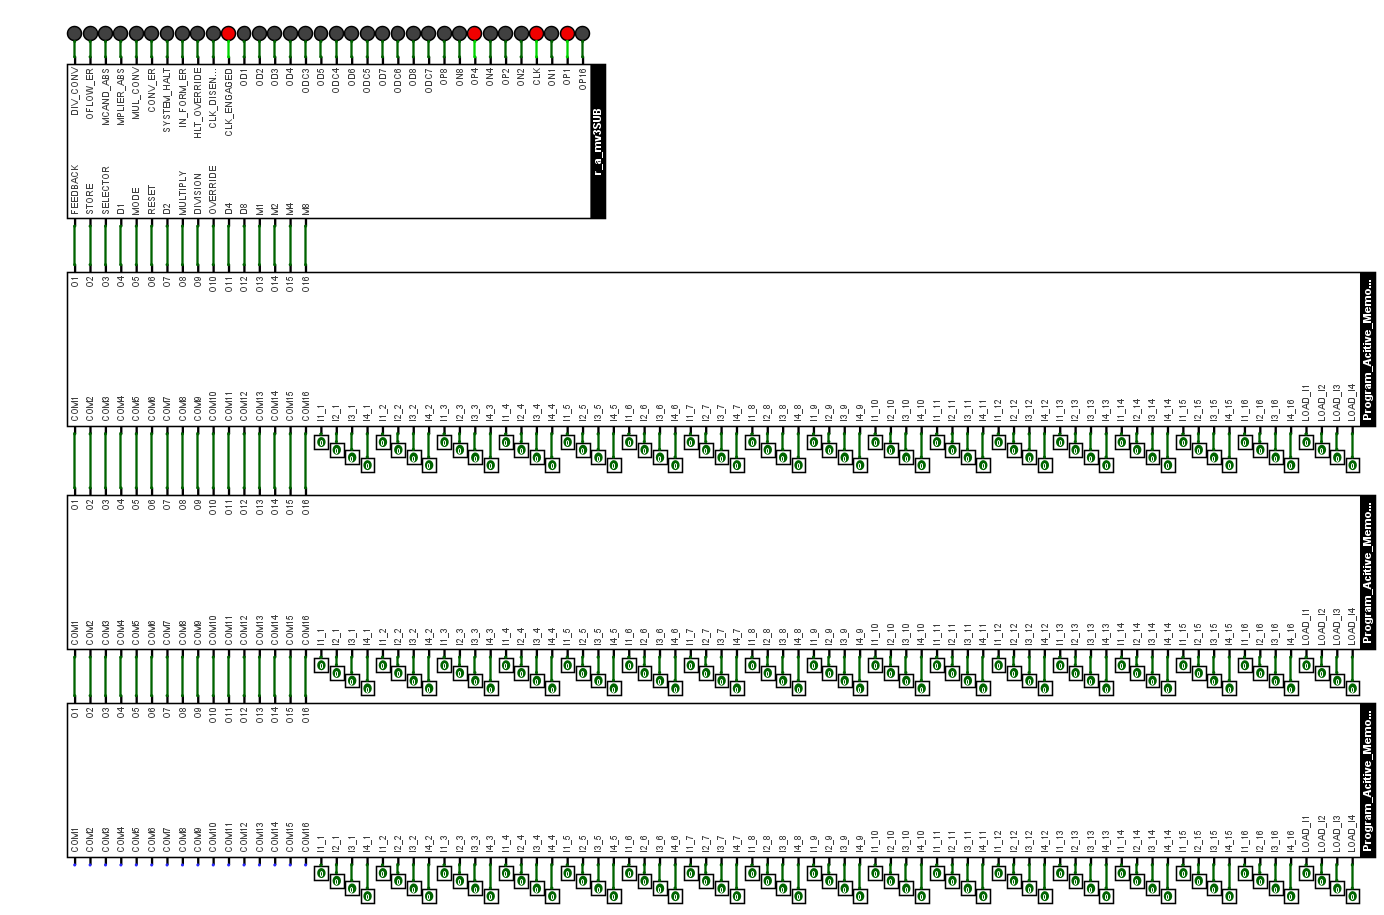 DIV_CONV OFLOW_ER MCAND_ABS MPLIER_ABS MUL_CONV CONV_ER SYSTEM_HALT IN_FORM_ER HLT_OVERRIDE CLK_DISEN... CLK_ENGAGED OD1 OD2 OD3 OD4 ODC3 OD5 ODC4 OD6 ODC5 OD7 ODC6 OD8 ODC7 OP8 ON8 OP4 ON4 OP2 ON2 CLK ON1 OP1 OP16
r_a_mv3SUB
FEEDBACK STORE SELECTOR D1 MODE RESET D2 MULTIPLY DIVISION OVERRIDE D4 D8 M1 M2 M4 M8
O1 O2 O3 O4 O5 O6 O7 O8 O9 O10 O11 O12 O13 O14 O15 O16
Program_Acitive_Memo...
COM1 COM2 COM3 COM4 COM5 COM6 COM7 COM8 COM9 COM10 COM11 COM12 COM13 COM14 COM15 COM16 I1_1 I2_1 I3_1 I4_1 I1_2 I2_2 I3_2 I4_2 I1_3 I2_3 I3_3 I4_3 I1_4 I2_4 I3_4 I4_4 I1_5 I2_5 I3_5 I4_5 I1_6 I2_6 I3_6 I4_6 I1_7 I2_7 I3_7 I4_7 I1_8 I2_8 I3_8 I4_8 I1_9 I2_9 I3_9 I4_9 I1_10 I2_10 I3_10 I4_10 I1_11 I2_11 I3_11 I4_11 I1_12 I2_12 I3_12 I4_12 I1_13 I2_13 I3_13 I4_13 I1_14 I2_14 I3_14 I4_14 I1_15 I2_15 I3_15 I4_15 I1_16 I2_16 I3_16 I4_16 LOAD_I1 LOAD_I2 LOAD_I3 LOAD_I4
0 0 0 0 0 0 0 0 0 0 0 0 0 0 0 0 0 0 0 0 0 0 0 0 0 0 0 0 0 0 0 0 0 0 0 0 0 0 0 0 0 0 0 0 0 0 0 0 0 0 0 0 0 0 0 0 0 0 0 0 0 0 0 0 0 0 0 0
O1 O2 O3 O4 O5 O6 O7 O8 O9 O10 O11 O12 O13 O14 O15 O16
Program_Acitive_Memo...
COM1 COM2 COM3 COM4 COM5 COM6 COM7 COM8 COM9 COM10 COM11 COM12 COM13 COM14 COM15 COM16 I1_1 I2_1 I3_1 I4_1 I1_2 I2_2 I3_2 I4_2 I1_3 I2_3 I3_3 I4_3 I1_4 I2_4 I3_4 I4_4 I1_5 I2_5 I3_5 I4_5 I1_6 I2_6 I3_6 I4_6 I1_7 I2_7 I3_7 I4_7 I1_8 I2_8 I3_8 I4_8 I1_9 I2_9 I3_9 I4_9 I1_10 I2_10 I3_10 I4_10 I1_11 I2_11 I3_11 I4_11 I1_12 I2_12 I3_12 I4_12 I1_13 I2_13 I3_13 I4_13 I1_14 I2_14 I3_14 I4_14 I1_15 I2_15 I3_15 I4_15 I1_16 I2_16 I3_16 I4_16 LOAD_I1 LOAD_I2 LOAD_I3 LOAD_I4
0 0 0 0 0 0 0 0 0 0 0 0 0 0 0 0 0 0 0 0 0 0 0 0 0 0 0 0 0 0 0 0 0 0 0 0 0 0 0 0 0 0 0 0 0 0 0 0 0 0 0 0 0 0 0 0 0 0 0 0 0 0 0 0 0 0 0 0
O1 O2 O3 O4 O5 O6 O7 O8 O9 O10 O11 O12 O13 O14 O15 O16
Program_Acitive_Memo...
COM1 COM2 COM3 COM4 COM5 COM6 COM7 COM8 COM9 COM10 COM11 COM12 COM13 COM14 COM15 COM16 I1_1 I2_1 I3_1 I4_1 I1_2 I2_2 I3_2 I4_2 I1_3 I2_3 I3_3 I4_3 I1_4 I2_4 I3_4 I4_4 I1_5 I2_5 I3_5 I4_5 I1_6 I2_6 I3_6 I4_6 I1_7 I2_7 I3_7 I4_7 I1_8 I2_8 I3_8 I4_8 I1_9 I2_9 I3_9 I4_9 I1_10 I2_10 I3_10 I4_10 I1_11 I2_11 I3_11 I4_11 I1_12 I2_12 I3_12 I4_12 I1_13 I2_13 I3_13 I4_13 I1_14 I2_14 I3_14 I4_14 I1_15 I2_15 I3_15 I4_15 I1_16 I2_16 I3_16 I4_16 LOAD_I1 LOAD_I2 LOAD_I3 LOAD_I4
0 0 0 0 0 0 0 0 0 0 0 0 0 0 0 0 0 0 0 0 0 0 0 0 0 0 0 0 0 0 0 0 0 0 0 0 0 0 0 0 0 0 0 0 0 0 0 0 0 0 0 0 0 0 0 0 0 0 0 0 0 0 0 0 0 0 0 0